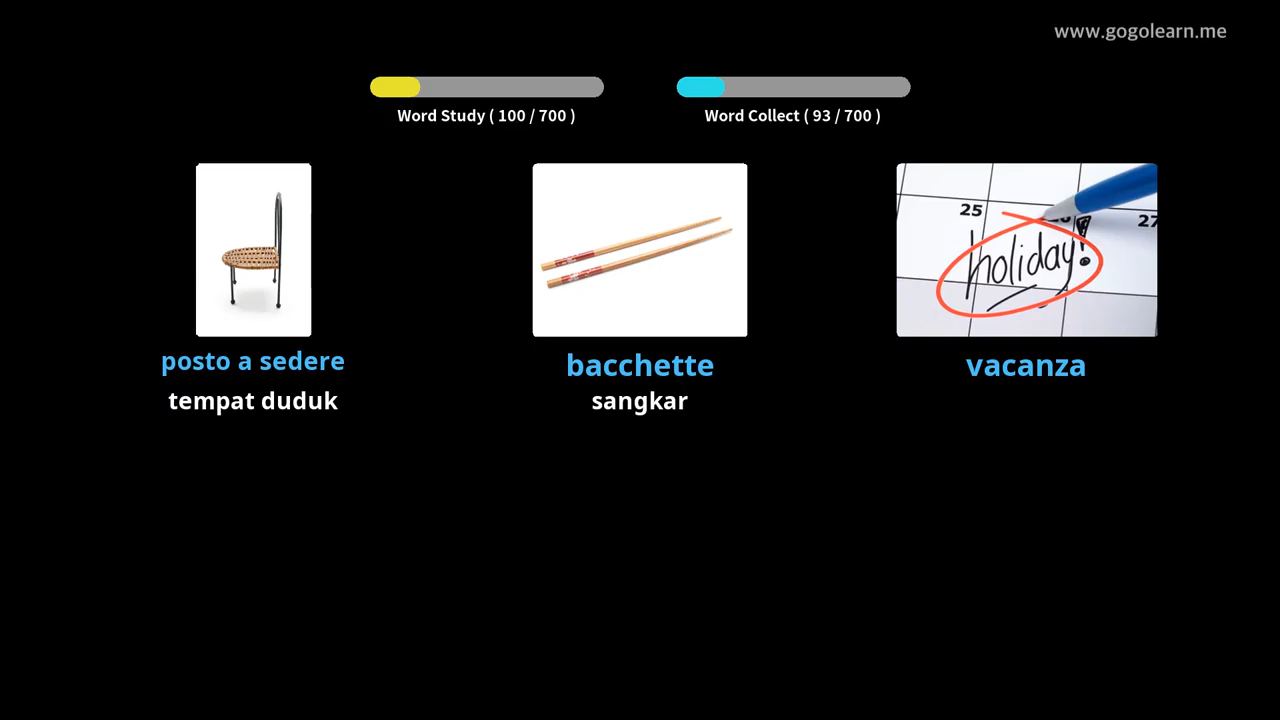 www.gogolearn.me
Word Study ( 100 / 700 )
Word Collect ( 93 / 700 )
25
27
holiday!
posto a sedere
bacchette
vacanza
tempat duduk
sangkar